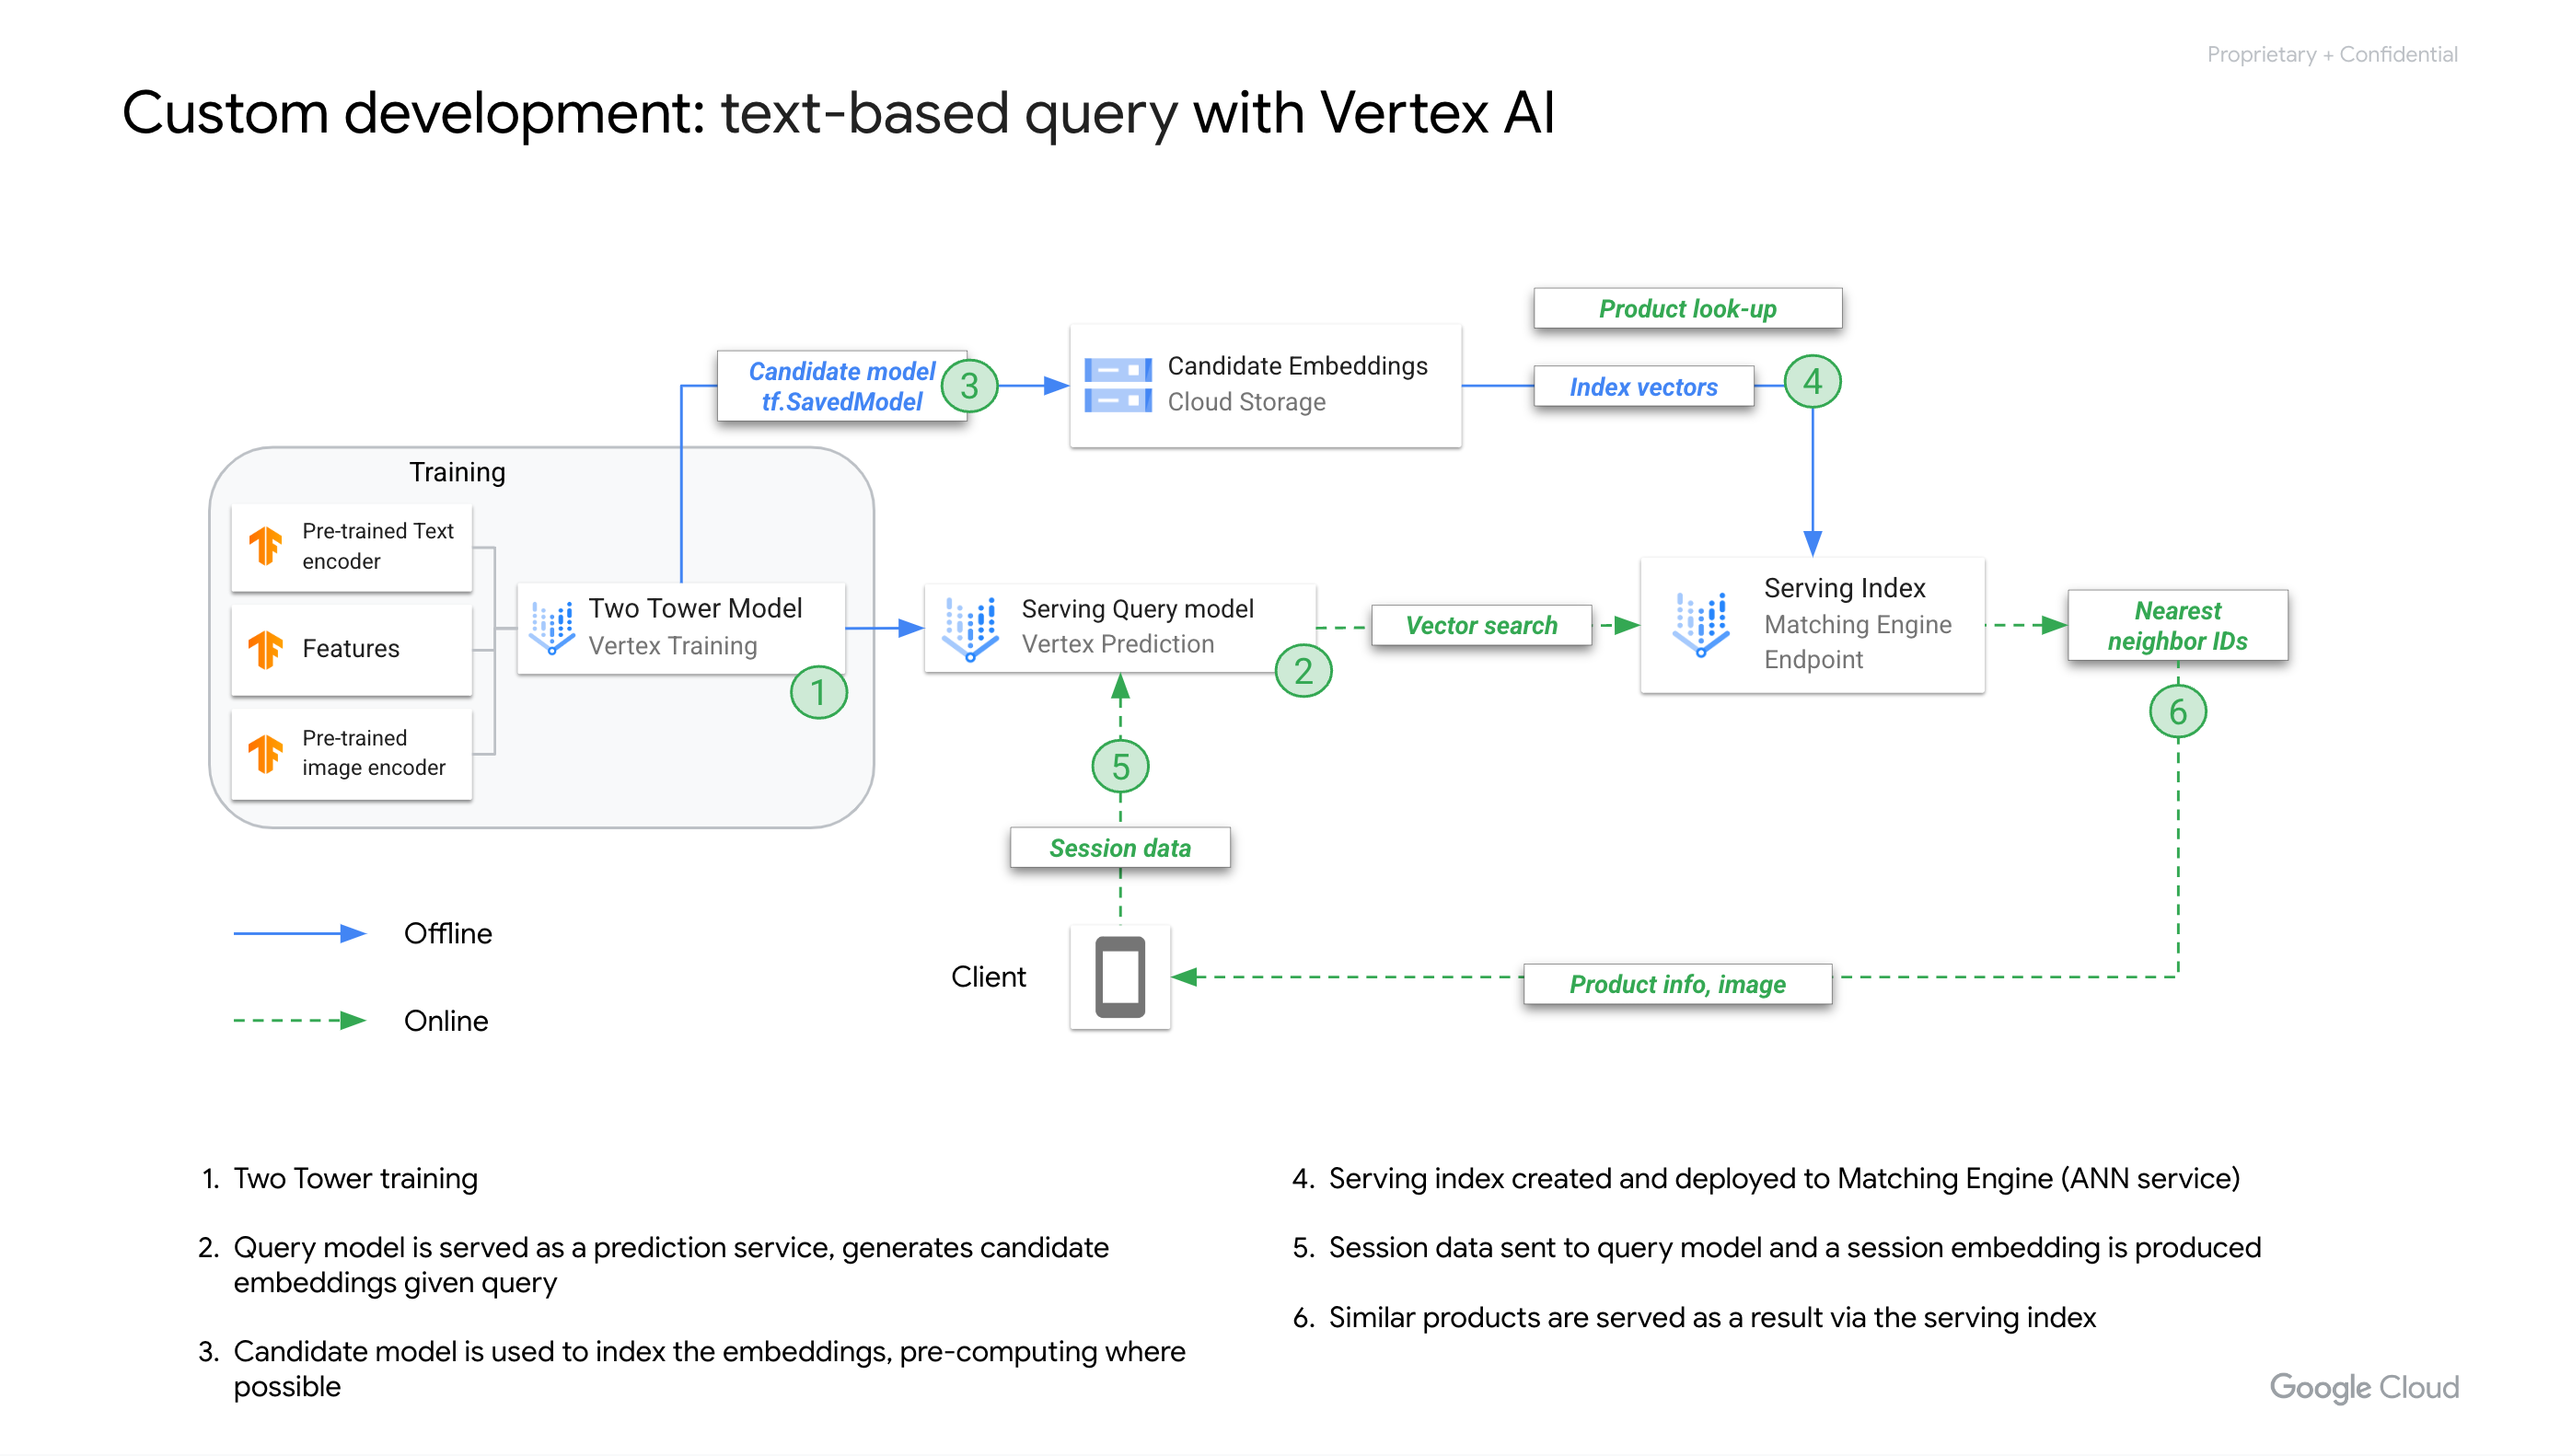 Proprietary + Confidential
Custom development: text-based query with Vertex AI
Product look-up
Candidate model
tf.SavedModel
3
Candidate Embeddings
Cloud Storage
Index vectors
4
Training
Pre-trained Text
encoder
Features
Pre-trained
image encoder
Two Tower Model
Vertex Training
1
Serving Query model
Vertex Prediction
2
Vector search
Serving Index
Matching Engine
Endpoint
Nearest
neighbor IDs
6
5
Session data
Client
Product info, image
Offline
Online
1. Two Tower training
2. Query model is served as a prediction service, generates candidate
embeddings given query
3. Candidate model is used to index the embeddings, pre-computing where
possible
4. Serving index created and deployed to Matching Engine (ANN service)
5. Session data sent to query model and a session embedding is produced
6. Similar products are served as a result via the serving index
Google Cloud